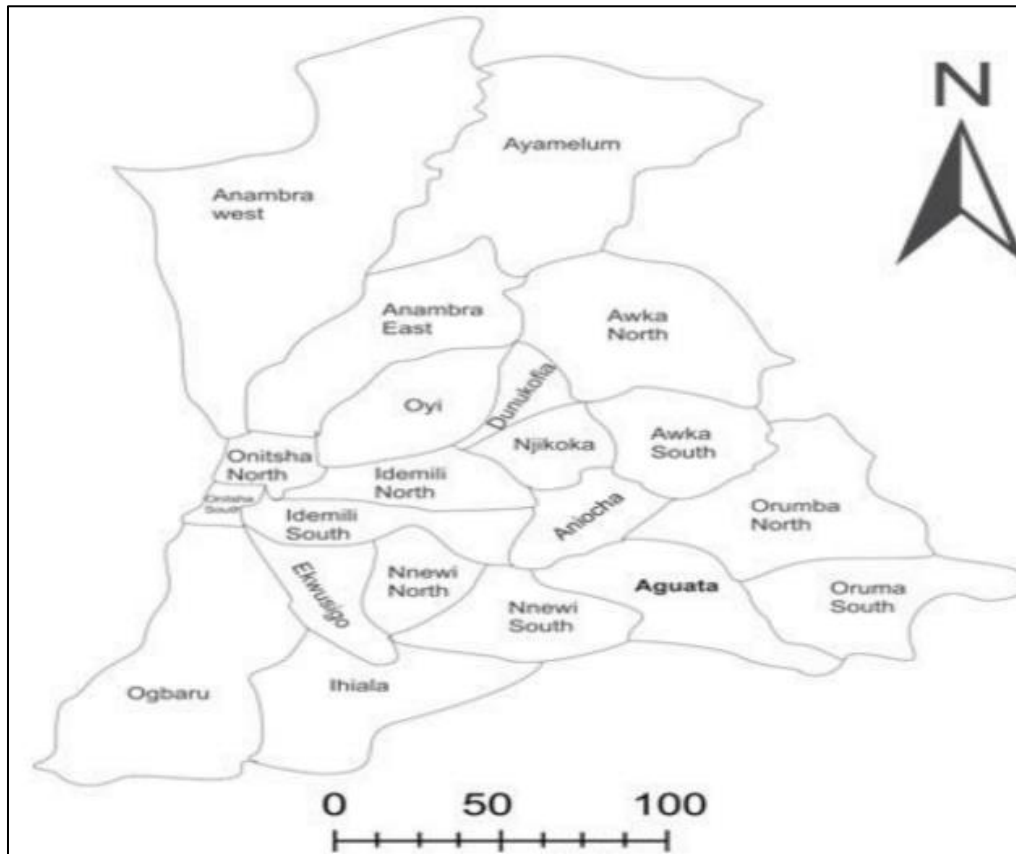 N
Ayamelum
Anambra
west
Anambra
East
Awka
North
Dunukofia
Oyi
Njikoka
Awka
South
Onitsha
North
Idemili
North
Onitsha
South
Idemili
South
Aniocha
Orumba
North
Ekwusigo
Nnewi
North
Nnewi
South
Aguata
Oruma
South
Ogbaru
Ihiala
0 50 100